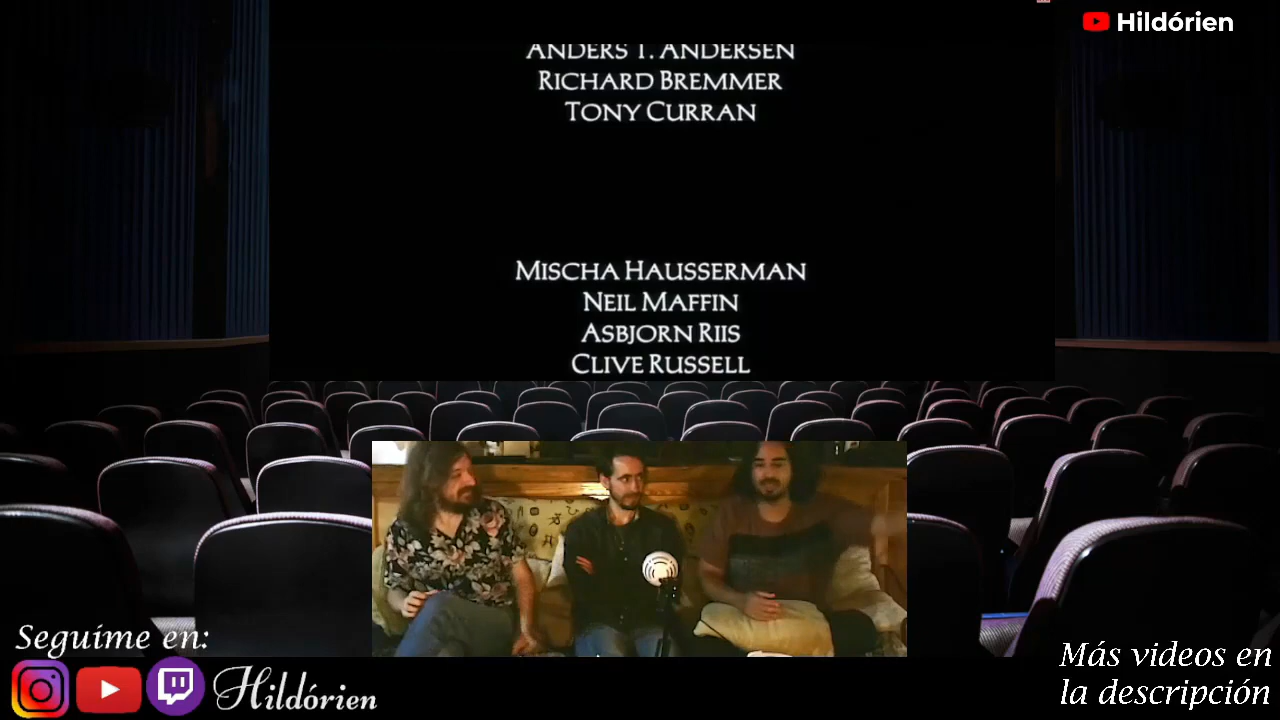 Hildórien
ANDERS T. ANDERSEN
RICHARD BREMMER
TONY CURRAN
MISCHA HAUSSERMAN
NEIL MAFFIN
ASBJORN RIIS
CLIVE RUSSELL
Seguíme en:
Hildórien
Más videos en
la descripción